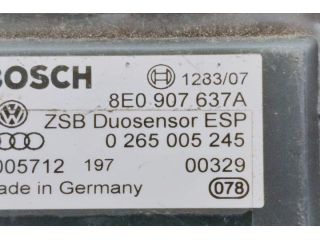 BOSCH 1283/07
8E0 907 637A
ZSB Duosensor ESP
0 265 005 245
005712 197 00329
ade in Germany 078